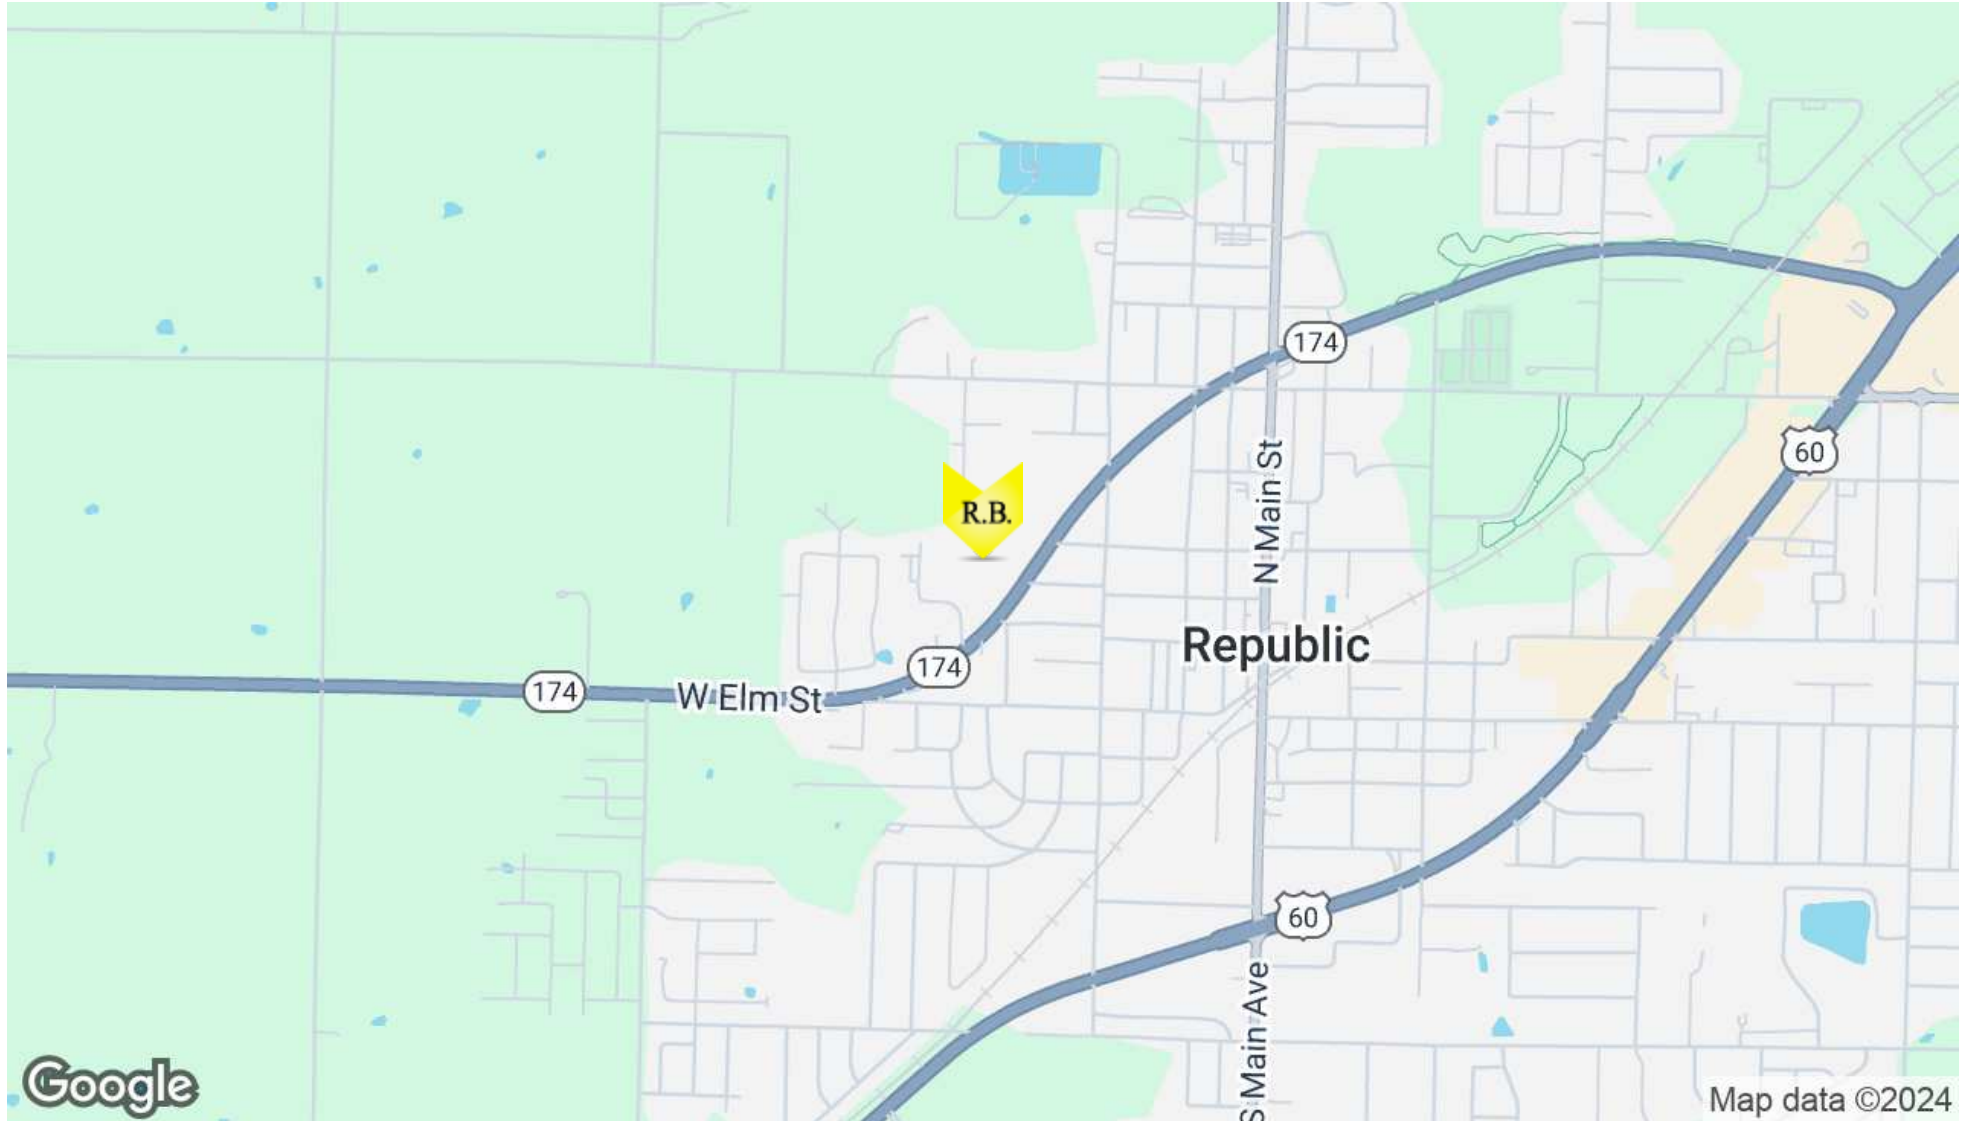 174
60
R.B.
N Main St
Republic
174
174
W Elm St
60
S Main Ave
Google
Map data ©2024